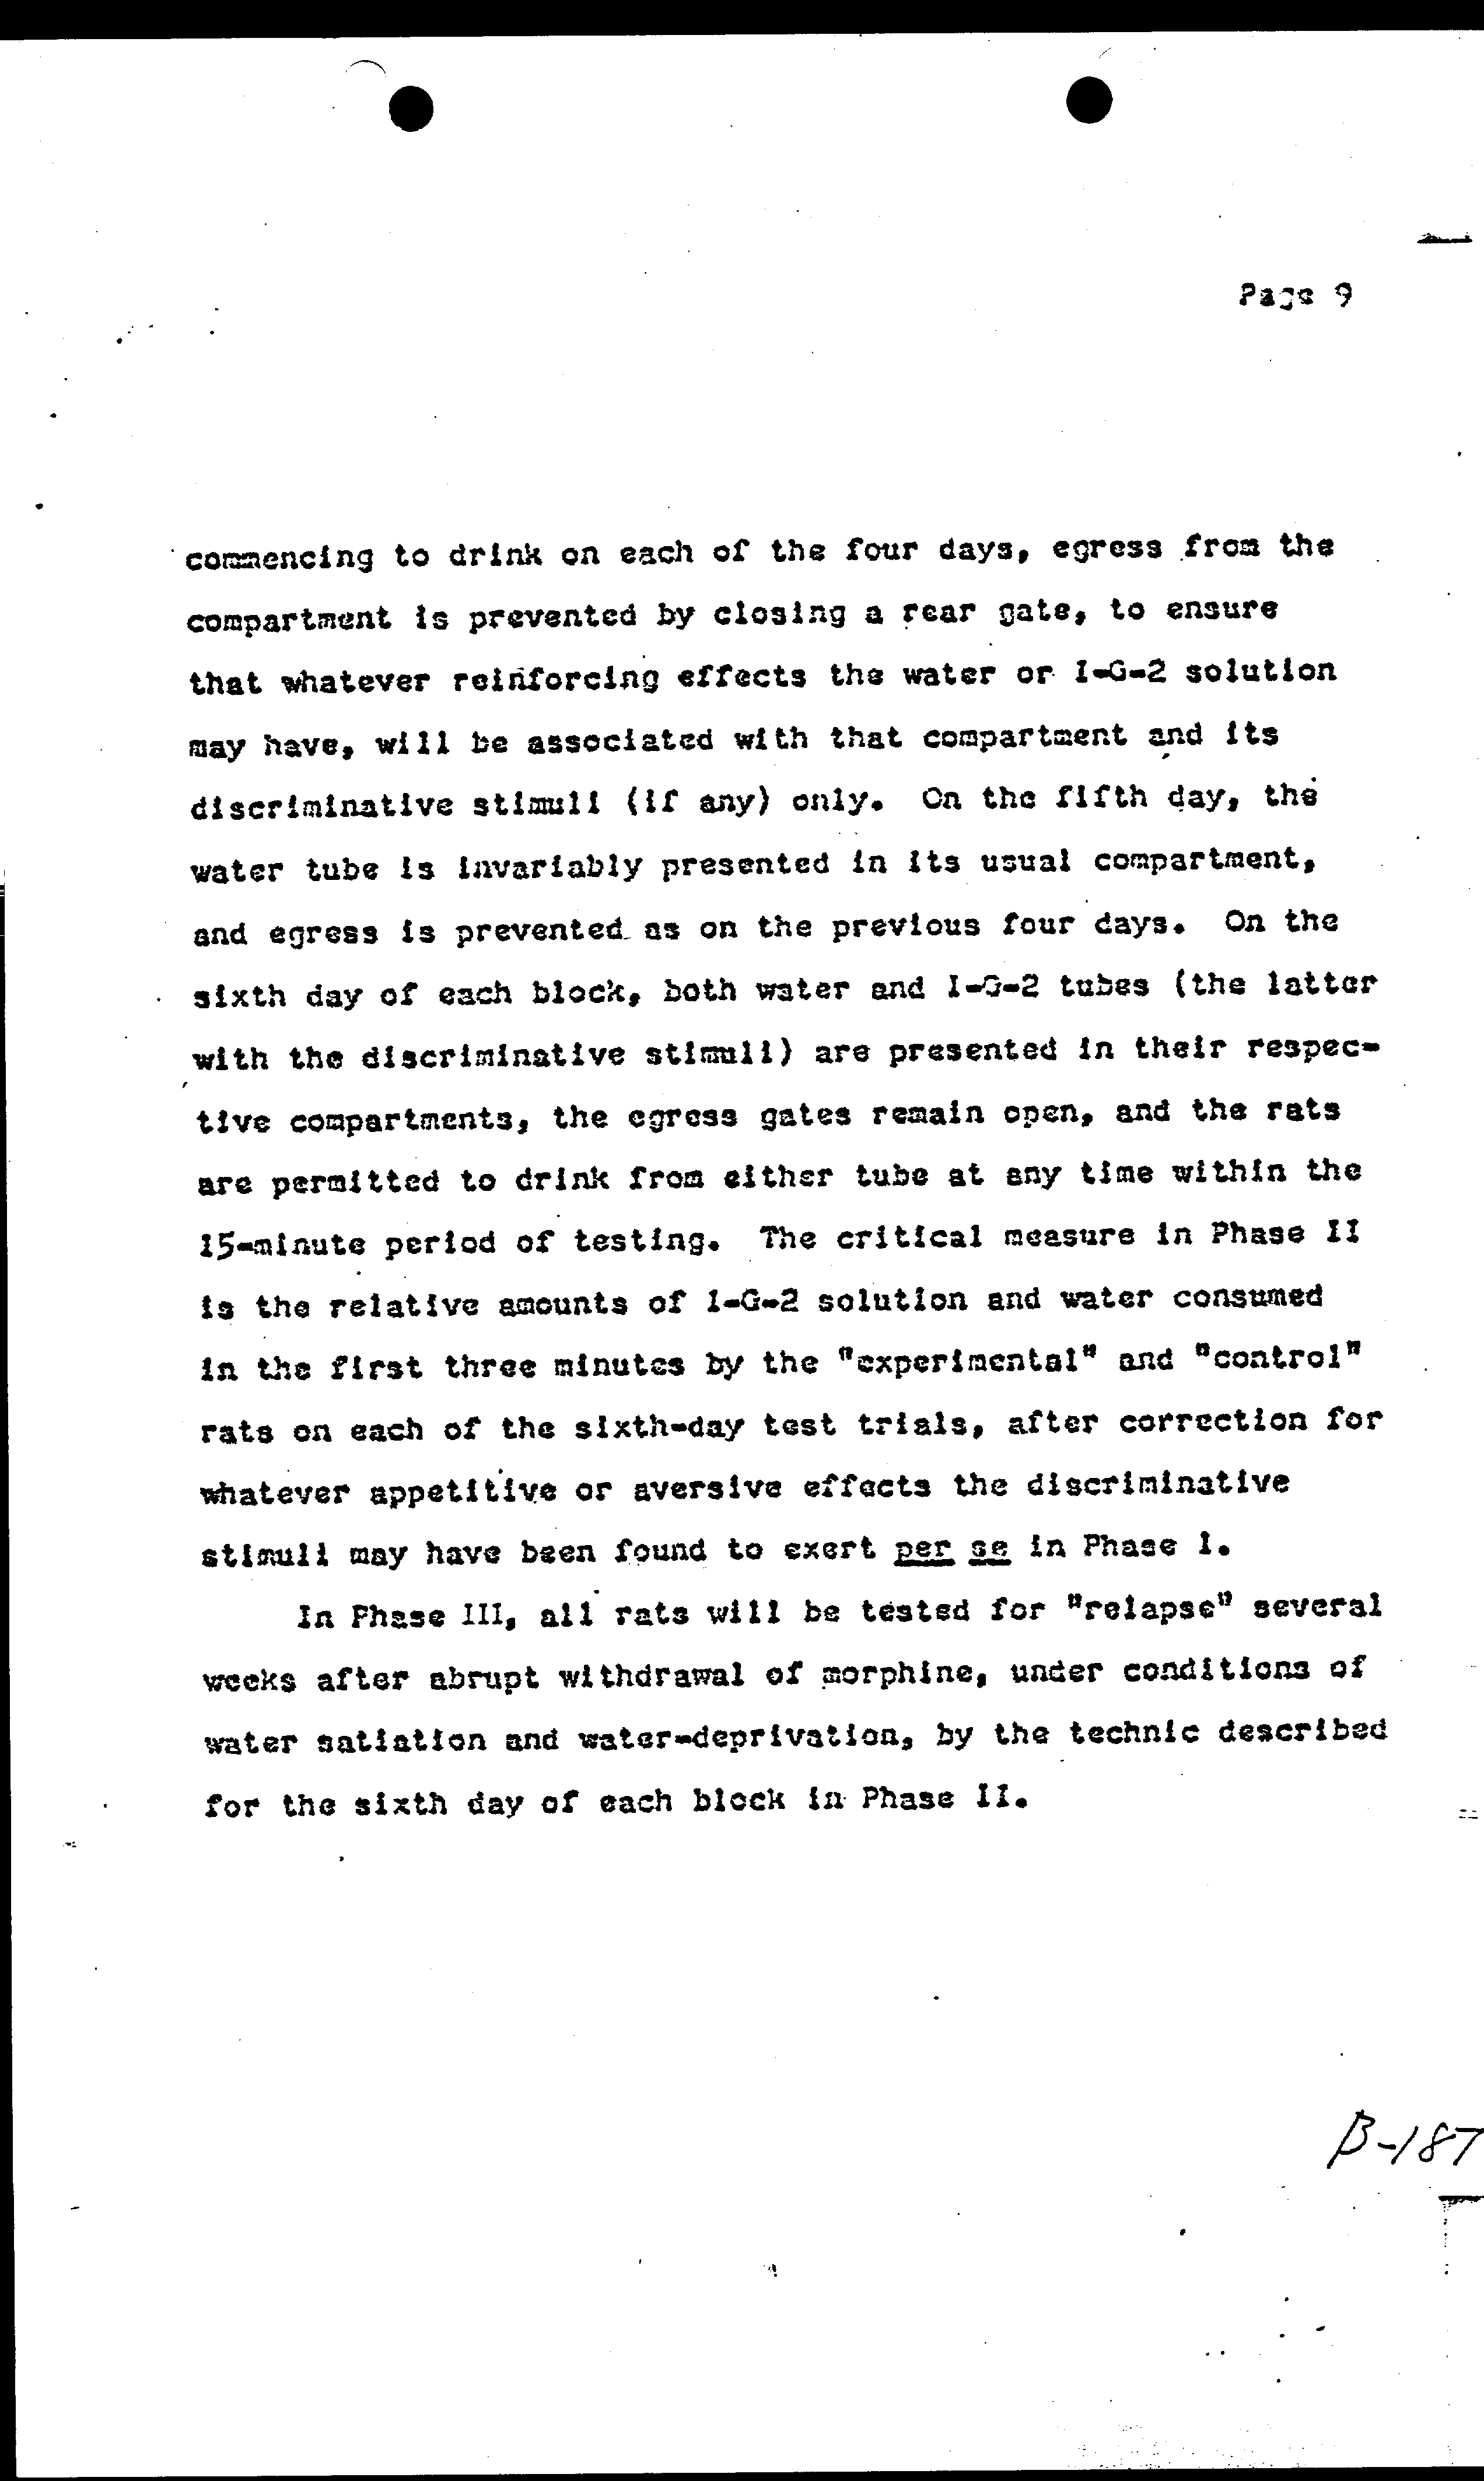 Page 9
commencing to drink on each of the four days, egress from the
compartment is prevented by closing a rear gate, to ensure
that whatever reinforcing effects the water or I-G-2 solution
may have, will be associated with that compartment and its
discriminative stimuli (if any) only. On the fifth day, the
water tube is invariably presented in its usual compartment,
and egress is prevented as on the previous four days. On the
sixth day of each block, both water and I-G-2 tubes (the latter
with the discriminative stimuli) are presented in their respec-
tive compartments, the egress gates remain open, and the rats
are permitted to drink from either tube at any time within the
15-minute period of testing. The critical measure in Phase II
is the relative amounts of I-G-2 solution and water consumed
in the first three minutes by the "experimental" and "control"
rats on each of the sixth-day test trials, after correction for
whatever appetitive or aversive effects the discriminative
stimuli may have been found to exert per se in Phase I.
In Phase III, all rats will be tested for "relapse" several
weeks after abrupt withdrawal of morphine, under conditions of
water satiation and water-deprivation, by the technic described
for the sixth day of each block in Phase II.
B-187